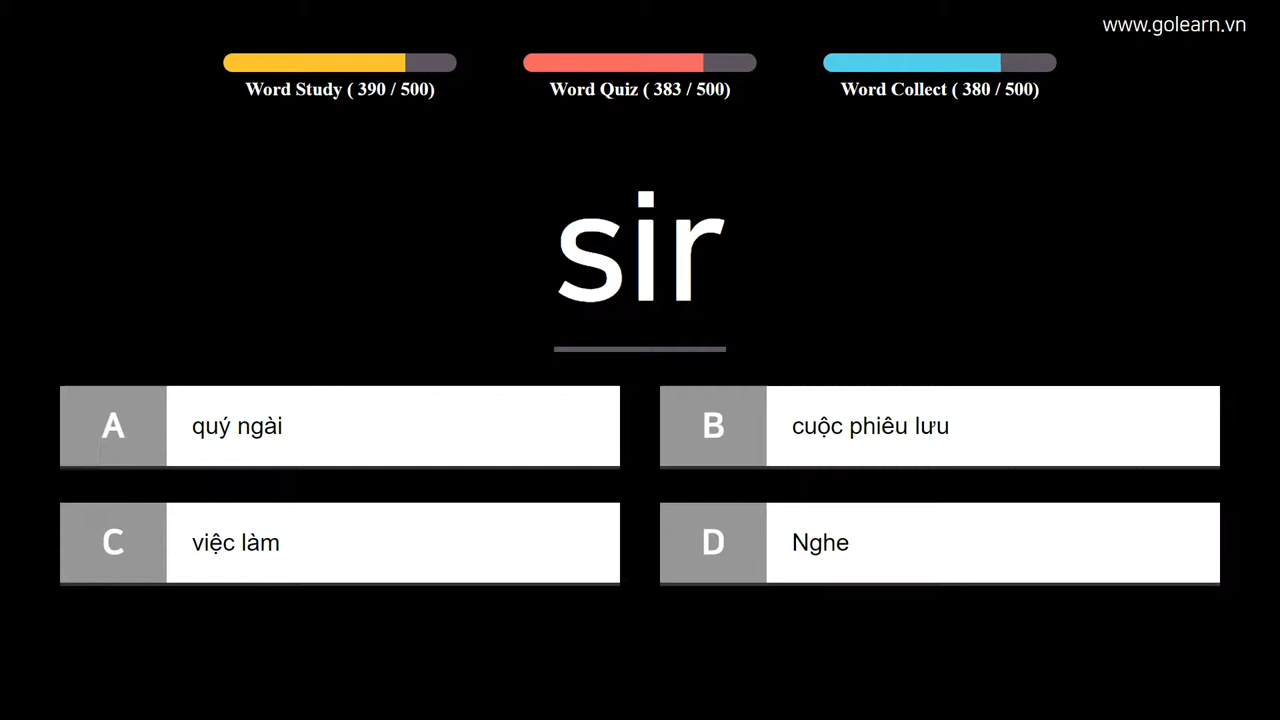 www.golearn.vn
Word Study ( 390 / 500)
Word Quiz ( 383 / 500)
Word Collect ( 380 / 500)
sir
A quý ngài
B cuộc phiêu lưu
C việc làm
D Nghe